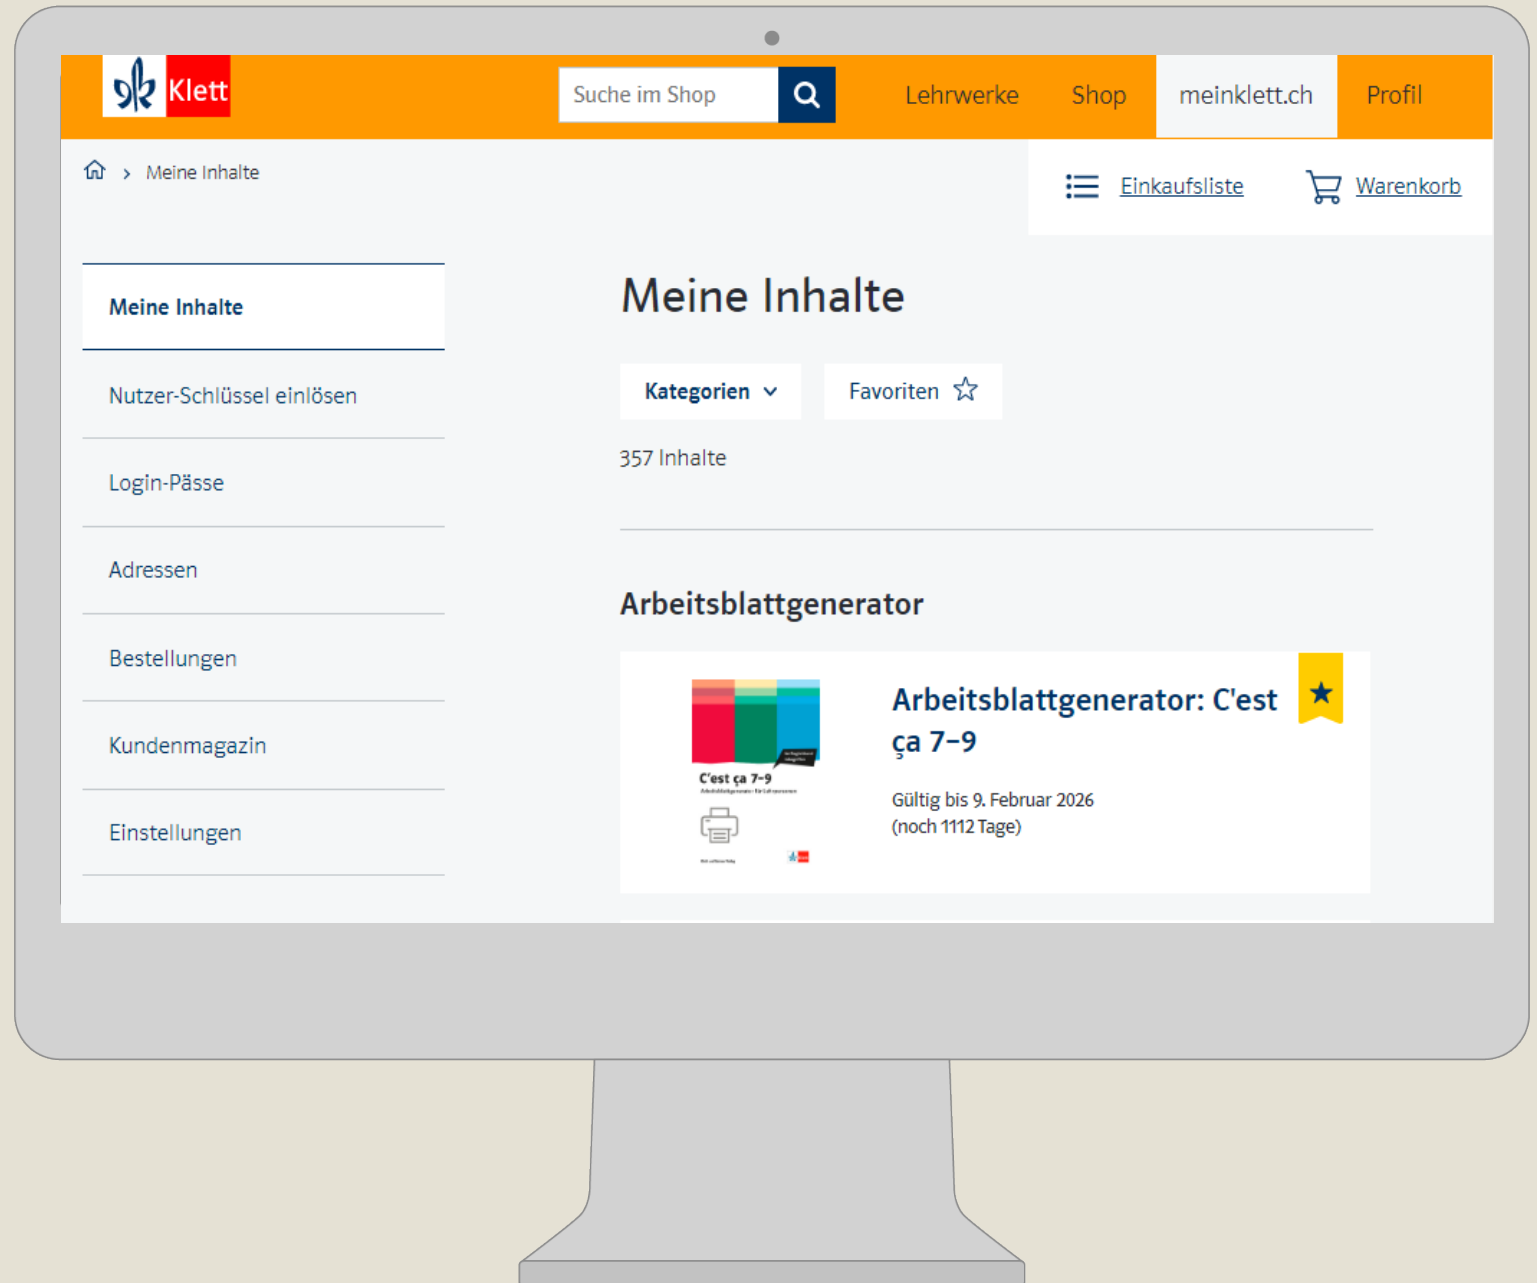 Klett
Suche im Shop
Lehrwerke
Shop
meinklett.ch
Profil
Meine Inhalte
Einkaufsliste
Warenkorb
Meine Inhalte
Nutzer-Schlüssel einlösen
Login-Pässe
Adressen
Bestellungen
Kundenmagazin
Einstellungen
Meine Inhalte
Kategorien
Favoriten
357 Inhalte
Arbeitsblattgenerator
C'est ça 7–9
Arbeitsblattgenerator: C'est
ça 7–9
Gültig bis 9. Februar 2026
(noch 1112 Tage)